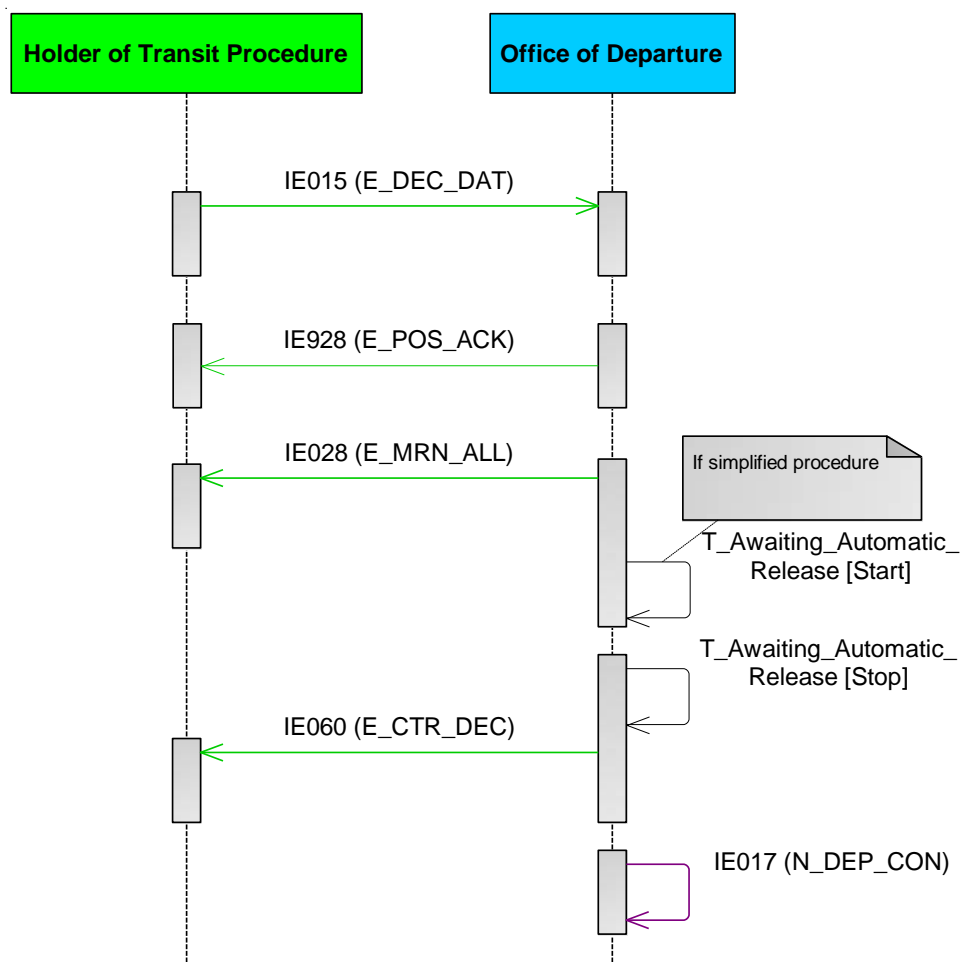 Holder of Transit Procedure
Office of Departure
IE015 (E_DEC_DAT)
IE928 (E_POS_ACK)
IE028 (E_MRN_ALL)
If simplified procedure
T_Awaiting_Automatic_
Release [Start]
T_Awaiting_Automatic_
Release [Stop]
IE060 (E_CTR_DEC)
IE017 (N_DEP_CON)